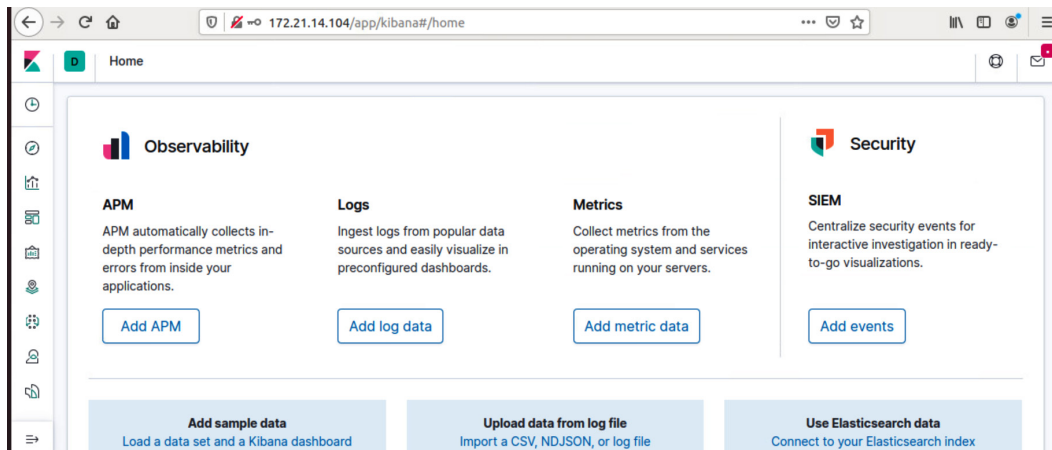 172.21.14.104/app/kibana#/home
D
Home
Observability
Security
APM
APM automatically collects in-
depth performance metrics and
errors from inside your
applications.
Add APM
Logs
Ingest logs from popular data
sources and easily visualize in
preconfigured dashboards.
Add log data
Metrics
Collect metrics from the
operating system and services
running on your servers.
Add metric data
SIEM
Centralize security events for
interactive investigation in ready-
to-go visualizations.
Add events
Add sample data
Load a data set and a Kibana dashboard
Upload data from log file
Import a CSV, NDJSON, or log file
Use Elasticsearch data
Connect to your Elasticsearch index